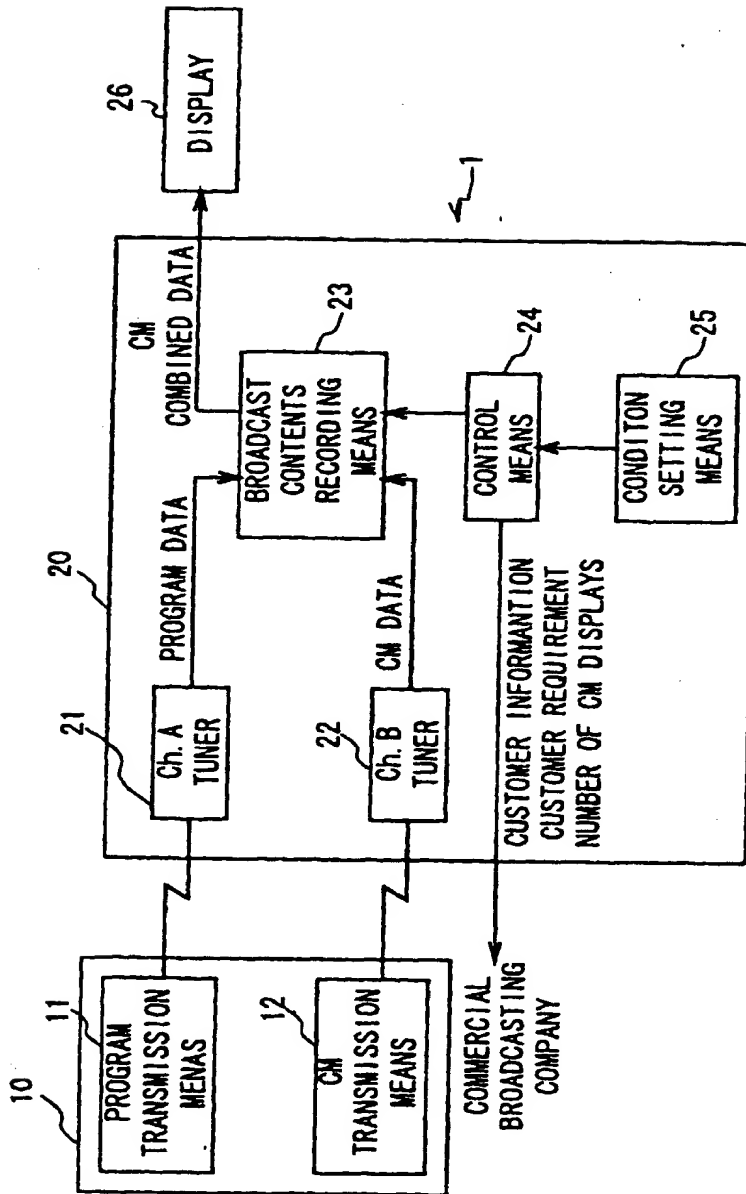 10
11
PROGRAM
TRANSMISSION
MENAS
12
CM
TRANSMISSION
MEANS
COMMERCIAL
BROADCASTING
COMPANY
20
21
Ch. A
TUNER
22
Ch. B
TUNER
PROGRAM DATA
CM DATA
CUSTOMER INFORMANTION
CUSTOMER REQUIREMENT
NUMBER OF CM DISPLAYS
CM
COMBINED DATA
23
BROADCAST
CONTENTS
RECORDING
MEANS
24
CONTROL
MEANS
25
CONDITON
SETTING
MEANS
1
26
DISPLAY